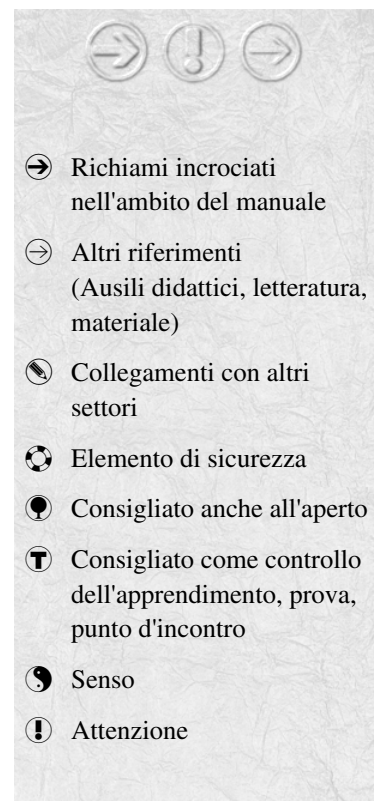 Richiami incrociati
nell'ambito del manuale
Altri riferimenti
(Ausili didattici, letteratura,
materiale)
Collegamenti con altri
settori
Elemento di sicurezza
Consigliato anche all'aperto
T Consigliato come controllo
dell'apprendimento, prova,
punto d'incontro
Senso
! Attenzione